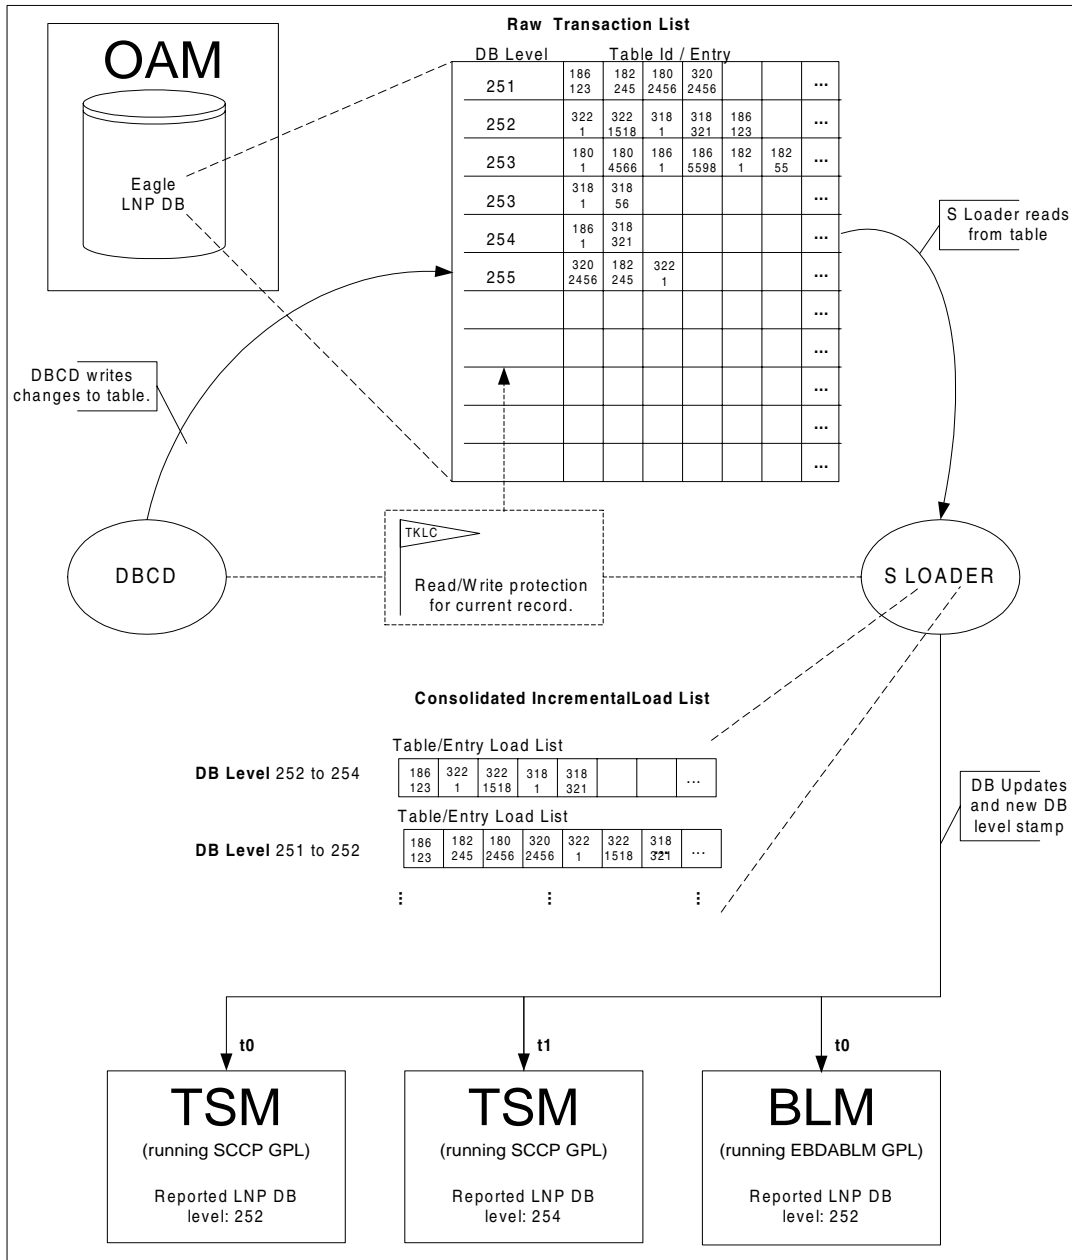 Raw Transaction List
OAM
Eagle
LNP DB
DB Level Table Id / Entry
251 186 123 182 245 180 2456 320 2456 ...
252 322 1 322 1518 318 1 318 321 186 123 ...
253 180 1 180 4566 186 1 186 5598 182 1 182 55 ...
253 318 1 318 56 ...
254 186 1 318 321 ...
255 320 2456 182 245 322 1 ...
...
...
...
...
...
S Loader reads
from table
DBCD writes
changes to table.
DBCD
TKLC
Read/Write protection
for current record.
S LOADER
Consolidated IncrementalLoad List
Table/Entry Load List
DB Level 252 to 254
186 123 322 1 322 1518 318 1 318 321 ...
Table/Entry Load List
DB Level 251 to 252
186 123 182 245 180 2456 320 2456 322 1 322 1518 318 321 ...
DB Updates
and new DB
level stamp
t0 t1 t0
TSM
(running SCCP GPL)
Reported LNP DB
level: 252
TSM
(running SCCP GPL)
Reported LNP DB
level: 254
BLM
(running EBDABLM GPL)
Reported LNP DB
level: 252